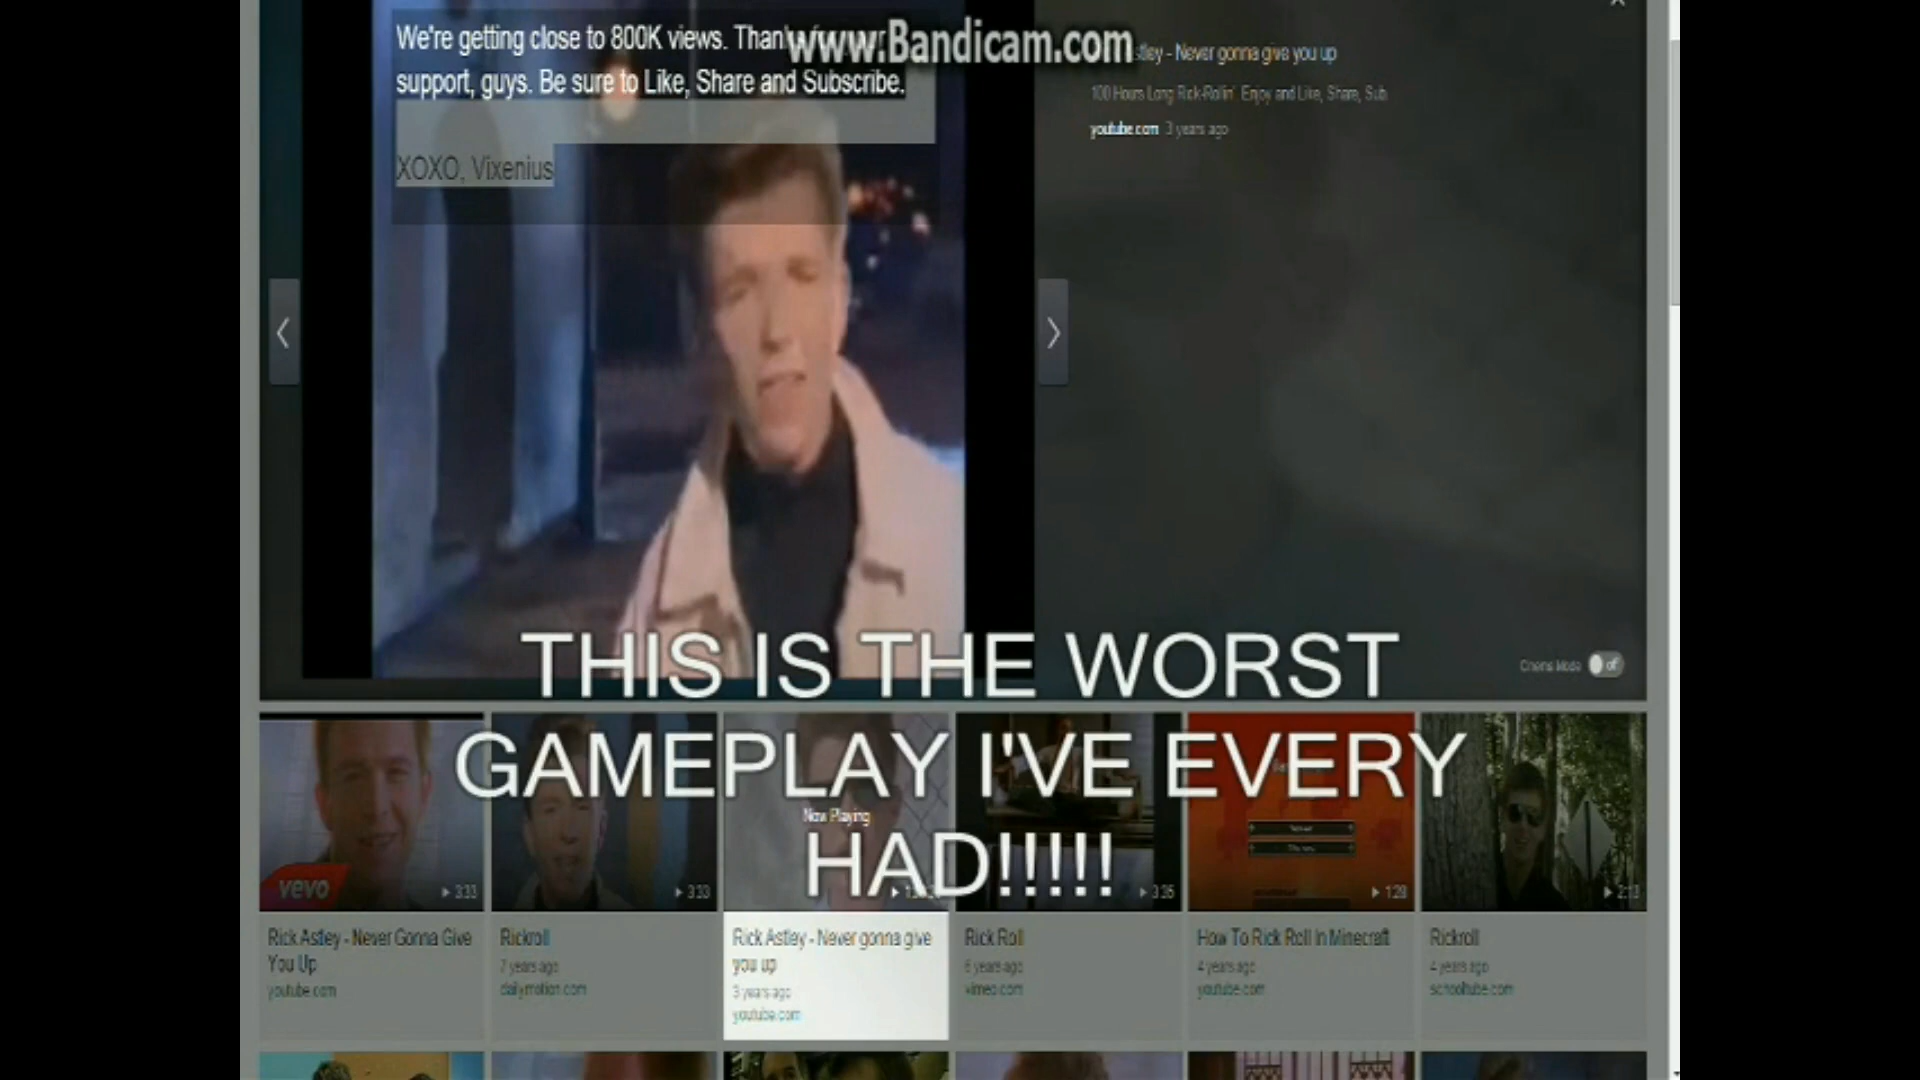 We're getting close to 800K views. Thanks
support, guys. Be sure to Like, Share and Subscribe.
XOXO, Vixenius
www.Bandicam.com
stley - Never gonna give you up
100 Hours Long Rick-Rollin' Enjoy and Like, Share, Sub
youtube.com 3 years ago
Cinema Mode
THIS IS THE WORST
GAMEPLAY I'VE EVERY
HAD!!!!!
Now Playing
vevo
3:33
3:33
3:35
1:28
2:13
Rick Astley - Never Gonna Give
You Up
youtube.com
Rickroll
7 years ago
dailymotion.com
Rick Astley - Never gonna give
you up
3 years ago
youtube.com
Rick Roll
6 years ago
vimeo.com
How To Rick Roll In Minecraft
4 years ago
youtube.com
Rickroll
4 years ago
schooltube.com